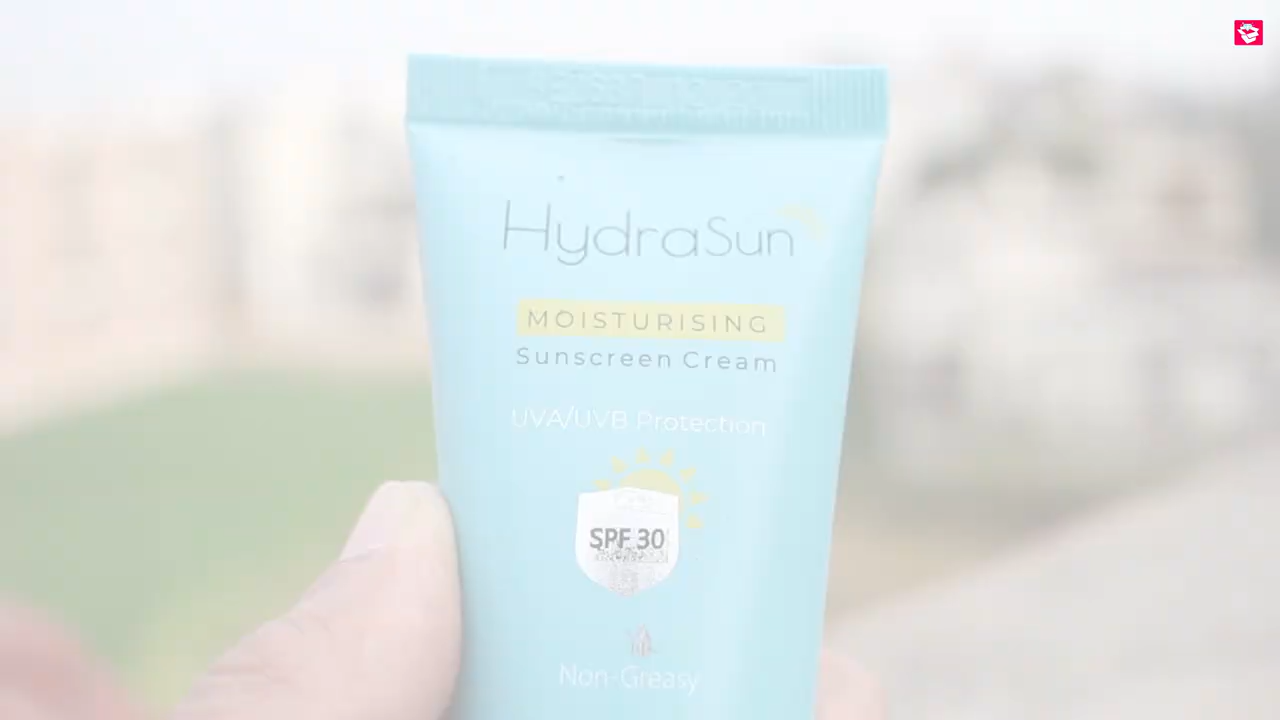 HydraSun
MOISTURISING
Sunscreen Cream
UVA/UVB Protection
SPF 30
Non-Greasy